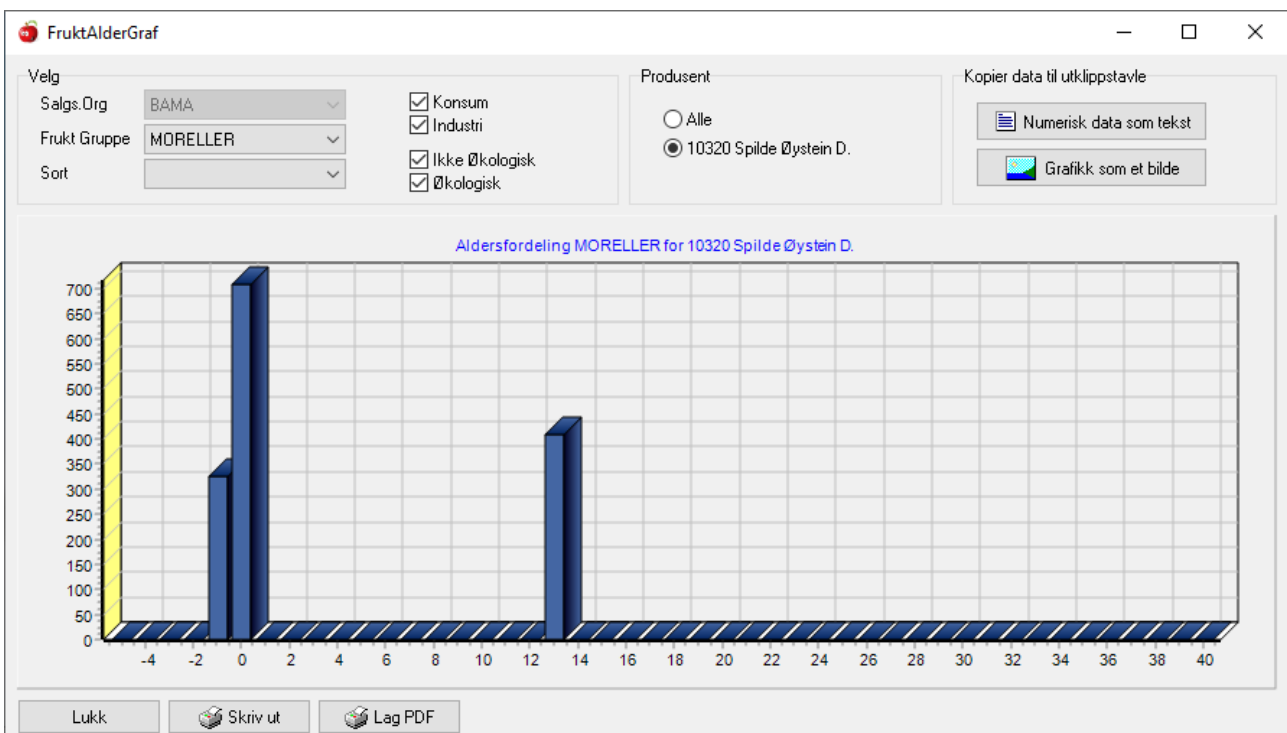 FruktAlderGraf
Velg
Salgs.Org BAMA
Frukt Gruppe MORELLER
Sort
Konsum
Industri
Ikke Økologisk
Økologisk
Produsent
Alle
10320 Spilde Øystein D.
Kopier data til utklippstavle
Numerisk data som tekst
Grafikk som et bilde
Aldersfordeling MORELLER for 10320 Spilde Øystein D.
700
650
600
550
500
450
400
350
300
250
200
150
100
50
0
-4 -2 0 2 4 6 8 10 12 14 16 18 20 22 24 26 28 30 32 34 36 38 40
Lukk Skriv ut Lag PDF